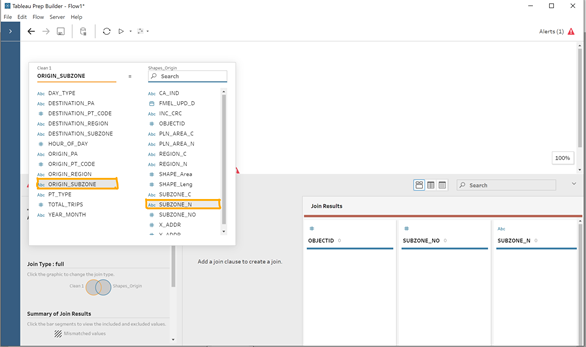 Tableau Prep Builder - Flow1*
File Edit Flow Server Help
Alerts (1)
Clean 1
ORIGIN_SUBZONE
=
Shapes_Origin
Search
Abc DAY_TYPE
Abc DESTINATION_PA
DESTINATION_PT_CODE
Abc DESTINATION_REGION
Abc DESTINATION_SUBZONE
HOUR_OF_DAY
Abc ORIGIN_PA
ORIGIN_PT_CODE
Abc ORIGIN_REGION
Abc ORIGIN_SUBZONE
Abc PT_TYPE
TOTAL_TRIPS
Abc YEAR_MONTH
Abc CA_IND
FMEL_UPD_D
Abc INC_CRC
OBJECTID
Abc PLN_AREA_C
Abc PLN_AREA_N
Abc REGION_C
Abc REGION_N
SHAPE_Area
SHAPE_Leng
Abc SUBZONE_C
Abc SUBZONE_N
SUBZONE_NO
X_ADDR
Y_ADDR
100%
Search
Join Results
OBJECTID 0
SUBZONE_NO 0
Abc
SUBZONE_N 0
Add a join clause to create a join.
Join Type : full
Click the graphic to change the join type.
Clean 1
Shapes_Origin
Summary of Join Results
Click the bar segments to view the included and excluded values.
Mismatched values